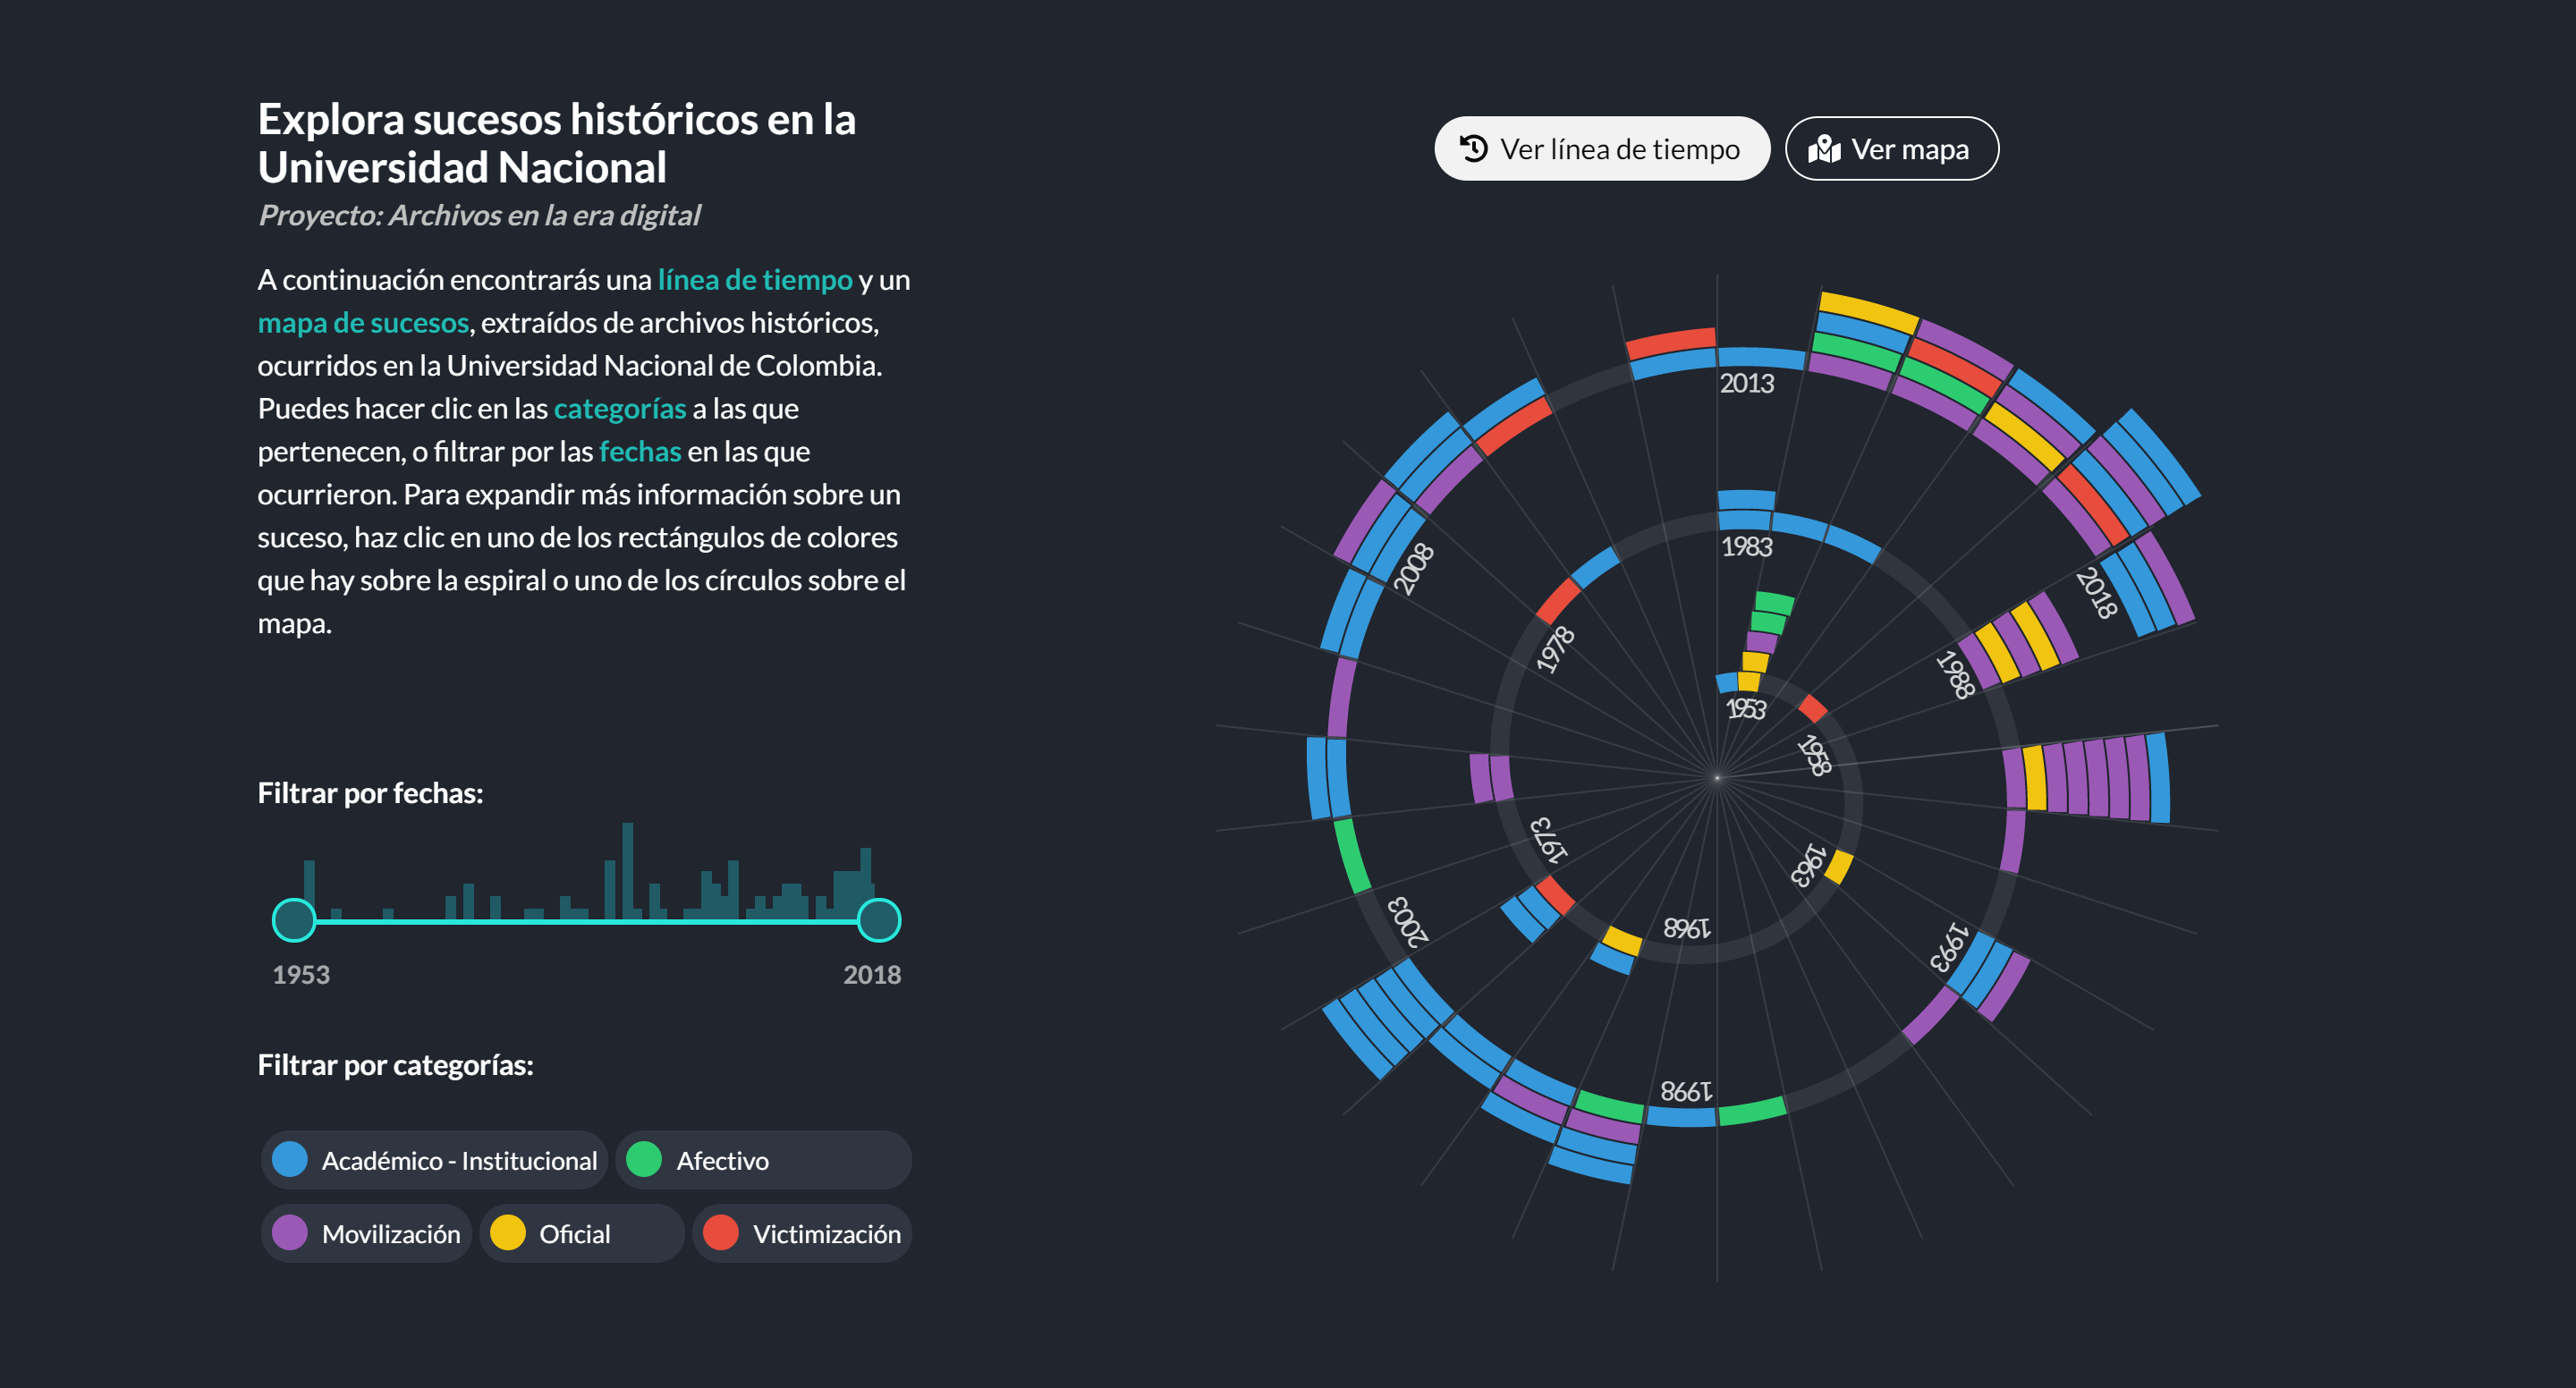 Explora sucesos históricos en la
Universidad Nacional
Proyecto: Archivos en la era digital
A continuación encontrarás una línea de tiempo y un
mapa de sucesos, extraídos de archivos históricos,
ocurridos en la Universidad Nacional de Colombia.
Puedes hacer clic en las categorías a las que
pertenecen, o filtrar por las fechas en las que
ocurrieron. Para expandir más información sobre un
suceso, haz clic en uno de los rectángulos de colores
que hay sobre la espiral o uno de los círculos sobre el
mapa.
Filtrar por fechas:
1953
2018
Filtrar por categorías:
Académico - Institucional
Afectivo
Movilización
Oficial
Victimización
Ver línea de tiempo
Ver mapa
1953
1958
1963
1968
1973
1978
1983
1988
1993
1998
2003
2008
2013
2018